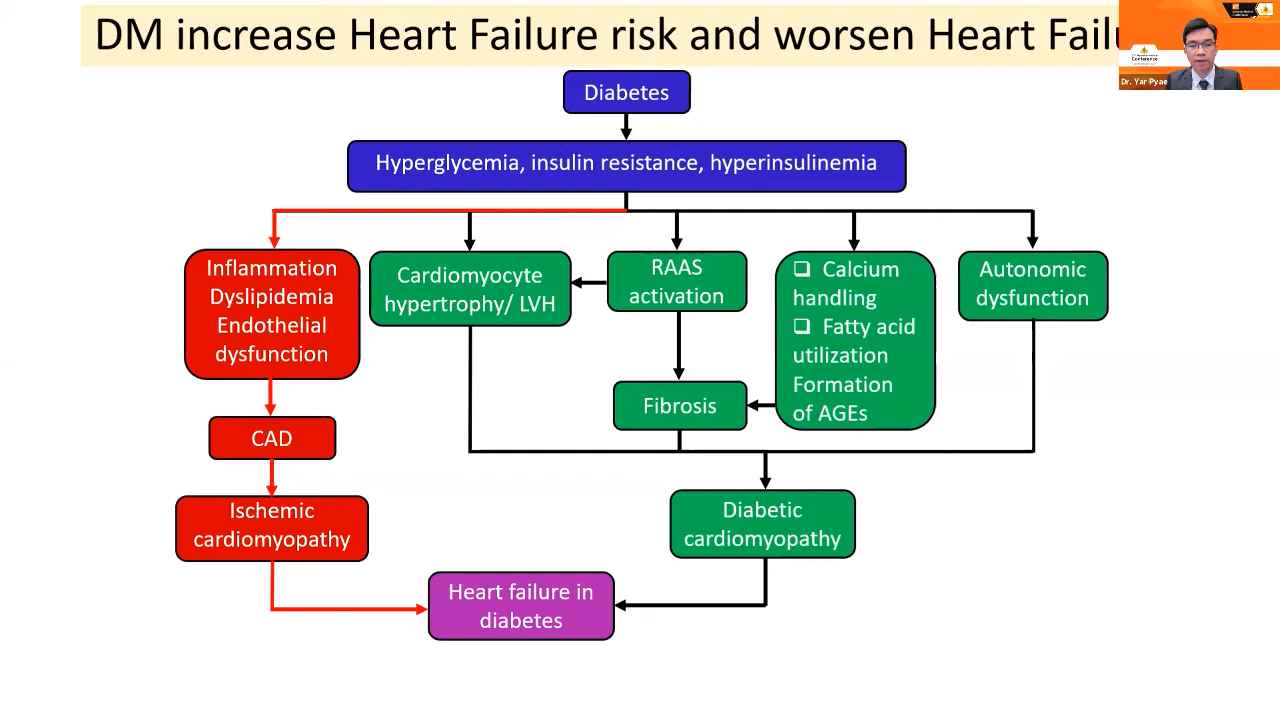 DM increase Heart Failure risk and worsen Heart Failu
Conference
Dr. Yar Pyae
Diabetes
Hyperglycemia, insulin resistance, hyperinsulinemia
Inflammation
Dyslipidemia
Endothelial
dysfunction
Cardiomyocyte
hypertrophy/ LVH
RAAS
activation
❑ Calcium
handling
❑ Fatty acid
utilization
Formation
of AGEs
Autonomic
dysfunction
Fibrosis
CAD
Ischemic
cardiomyopathy
Diabetic
cardiomyopathy
Heart failure in
diabetes